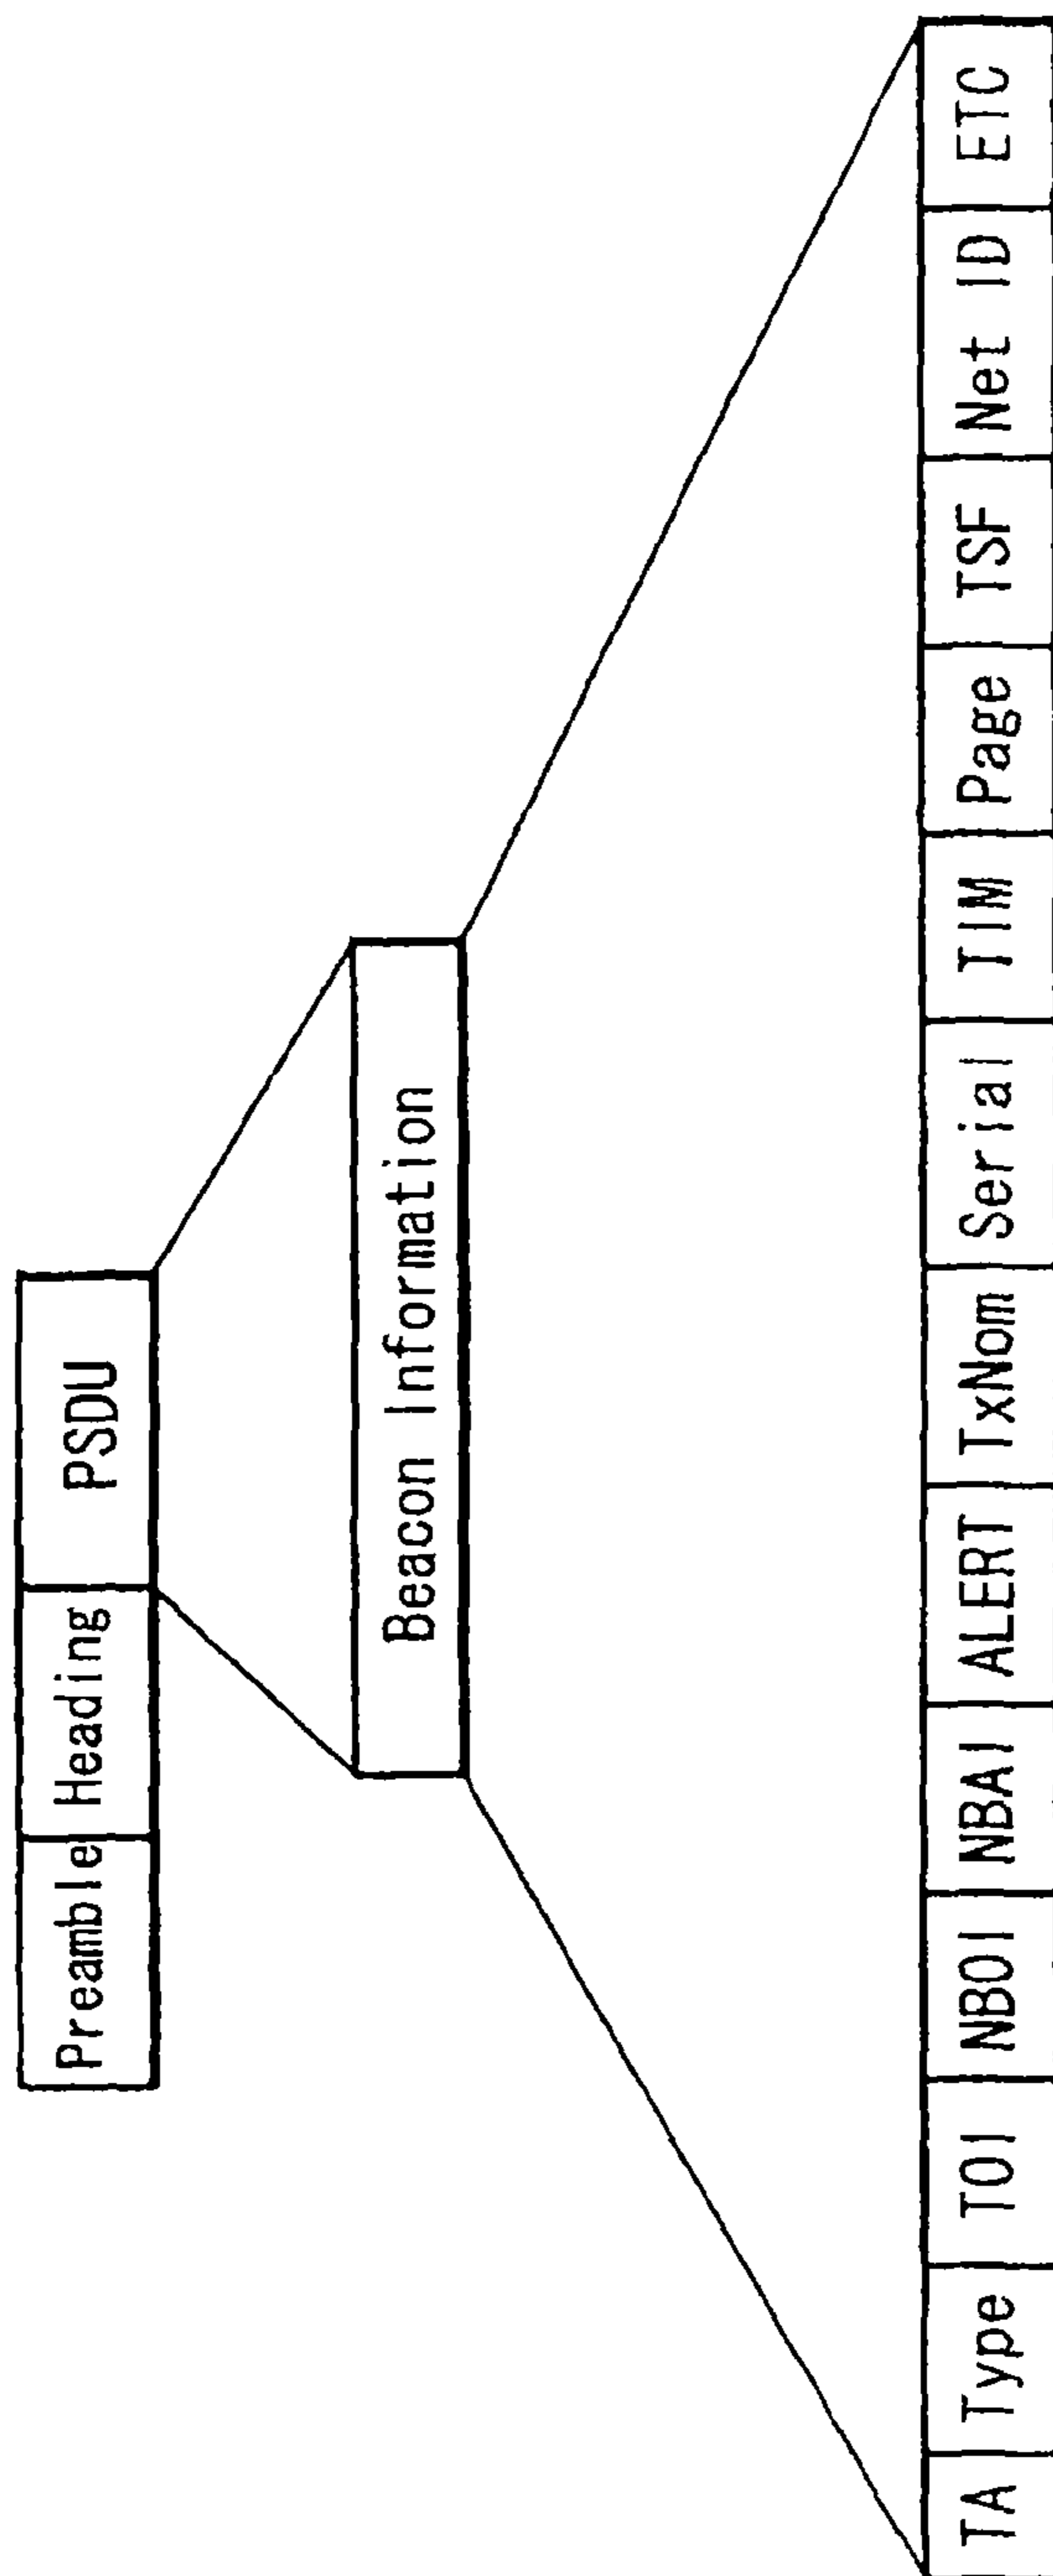 Preamble Heading PSDU
Beacon Information
TA Type TOI NBOI NBAI ALERT TxNom Serial TIM Page TSF Net ID ETC